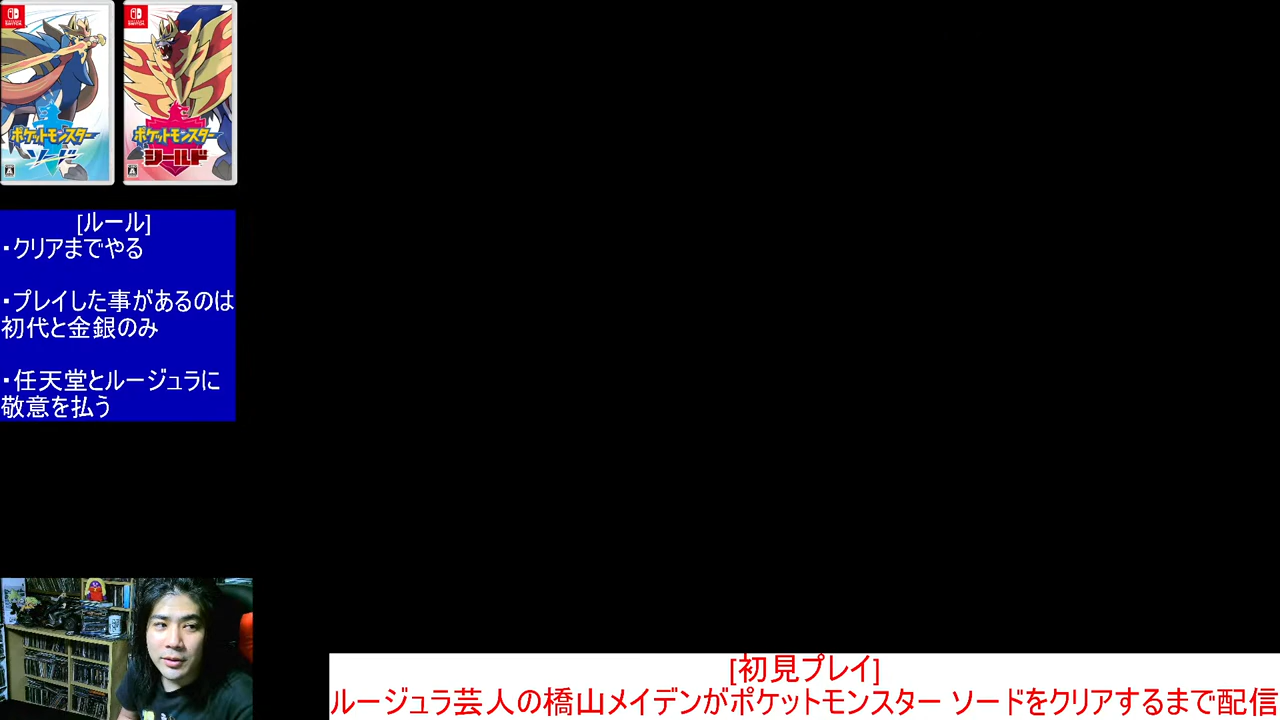 ポケットモンスター
ソード
ポケットモンスター
シールド
[ルール]
・クリアまでやる
・プレイした事があるのは
初代と金銀のみ
・任天堂とルージュラに
敬意を払う
[初見プレイ]
ルージュラ芸人の橋山メイデンがポケットモンスター ソードをクリアするまで配信